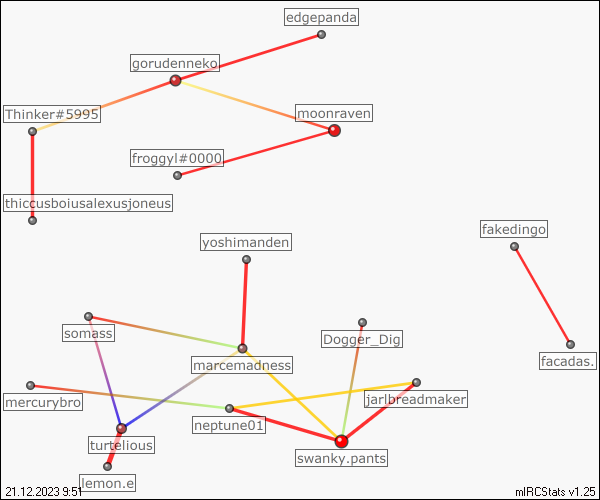 edgepanda
gorudenneko
Thinker#5995
moonraven
froggyl#0000
thiccusboiusalexusjoneus
fakedingo
yoshimanden
somass
Dogger_Dig
marcemadness
facadas.
mercurybro
jarlbreadmaker
neptune01
turtelious
swanky.pants
lemon.e
21.12.2023 9:51
mIRCStats v1.25